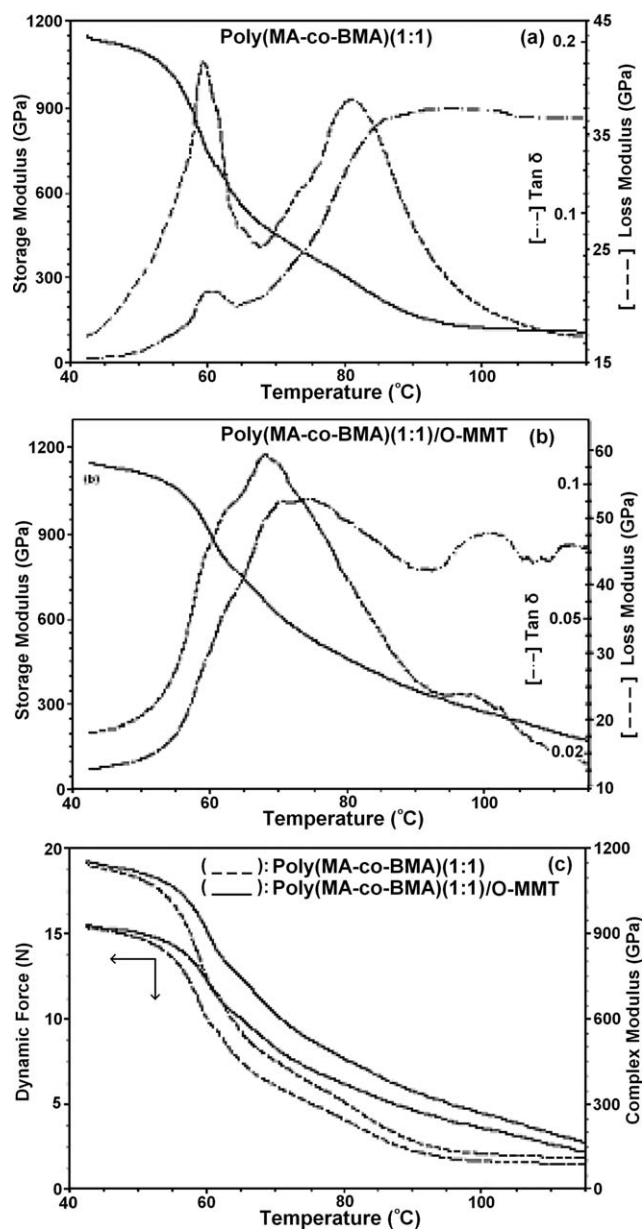 Poly(MA-co-BMA)(1:1)
(a)
Storage Modulus (GPa)
1200
900
600
300
0
0.2
0.1
[-·-] Tan δ
45
35
25
15
[----] Loss Modulus (GPa)
40
60
80
100
Temperature (°C)
Poly(MA-co-BMA)(1:1)/O-MMT
(b)
(b)
Storage Modulus (GPa)
1200
900
600
300
0
0.1
0.05
0.02
[-·-] Tan δ
60
50
40
30
20
10
[----] Loss Modulus (GPa)
40
60
80
100
Temperature (°C)
(----): Poly(MA-co-BMA)(1:1)
(c)
(——): Poly(MA-co-BMA)(1:1)/O-MMT
Dynamic Force (N)
20
15
10
5
0
1200
900
600
300
0
Complex Modulus (GPa)
40
60
80
100
Temperature (°C)